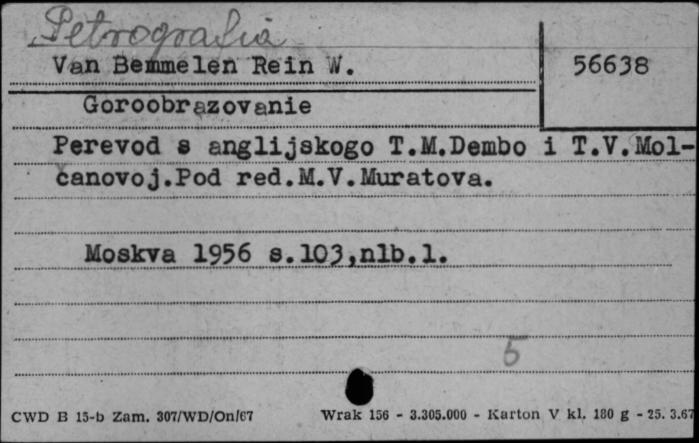 Petrografia
Van Bemmelen Rein W.
56638
Goroobrazovanie
Perevod s anglijskogo T.M.Dembo i T.V.Mol-
čanovoj.Pod red.M.V.Muratova.
Moskva 1956 s.103,nlb.1.
5
CWD B 15-b Zam. 307/WD/On/67 Wrak 156 - 3.305.000 - Karton V kl. 180 g - 25. 3.67